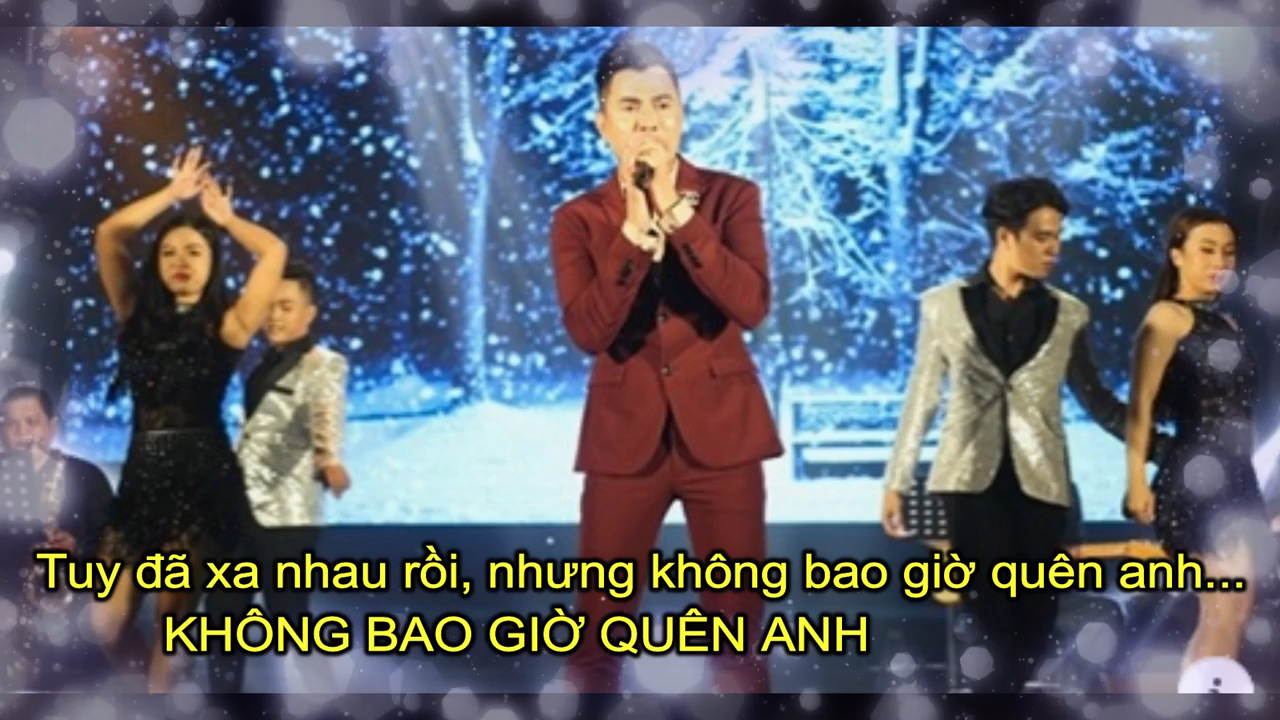 Tuy đã xa nhau rồi, nhưng không bao giờ quên anh...
KHÔNG BAO GIỜ QUÊN ANH